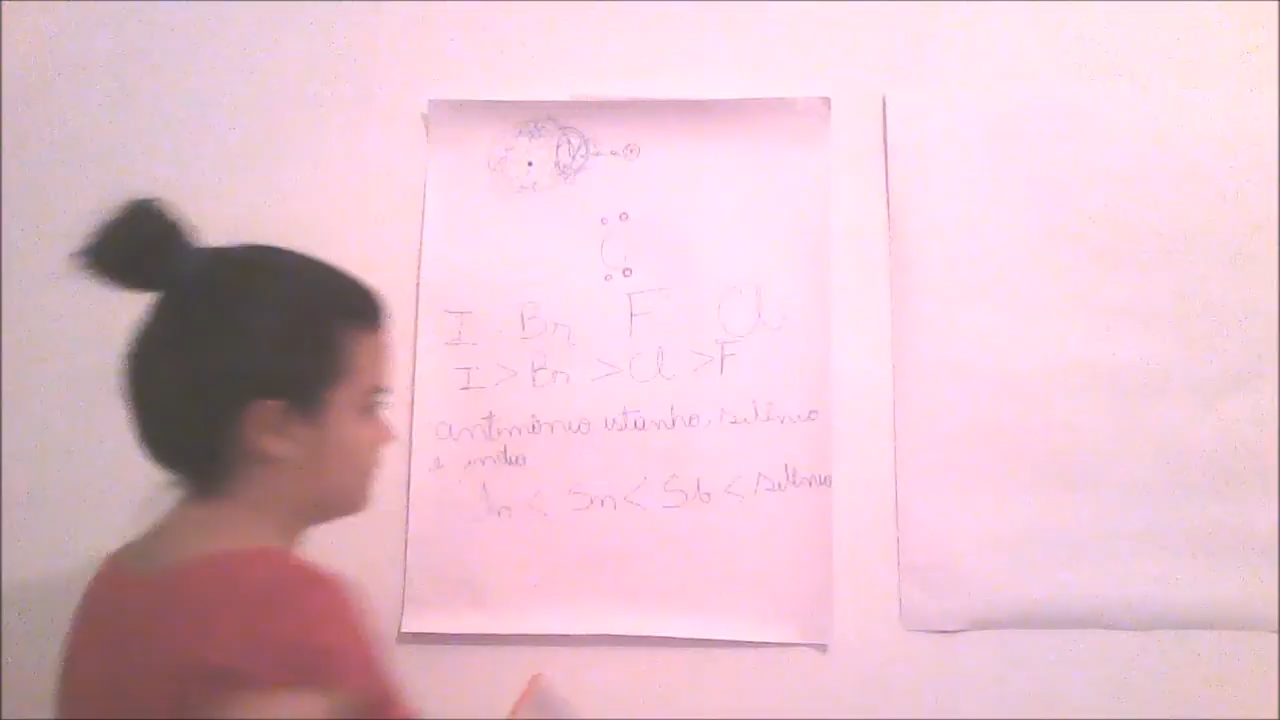 C
I Br F Cl
I > Br > Cl > F
antimônio estanho, selênio
e índio
In < Sn < Sb < selênio